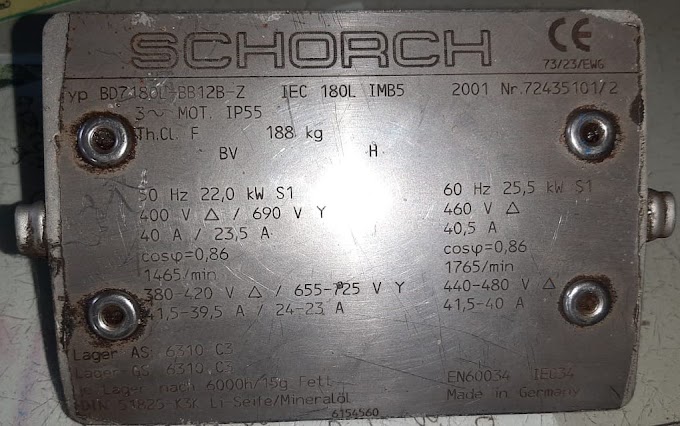 SCHORCH
CE
73/23/EWG
Typ BD7180L-BB12B-Z IEC 180L IMB5 2001 Nr.72435101/2
3~ MOT. IP55
Th.Cl. F 188 kg
BV H
50 Hz 22,0 kW S1 60 Hz 25,5 kW S1
400 V △ / 690 V Y 460 V △
40 A / 23,5 A 40,5 A
cosφ=0,86 cosφ=0,86
1465/min 1765/min
380-420 V △ / 655-725 V Y 440-480 V △
41,5-39,5 A / 24-23 A 41,5-40 A
Lager AS 6310 C3
Lager BS 6310 C3
Lager nach 6000h/15g Fett EN60034 IEC34
DIN 51825-K3K Li-Seife/Mineralöl Made in Germany
6154560